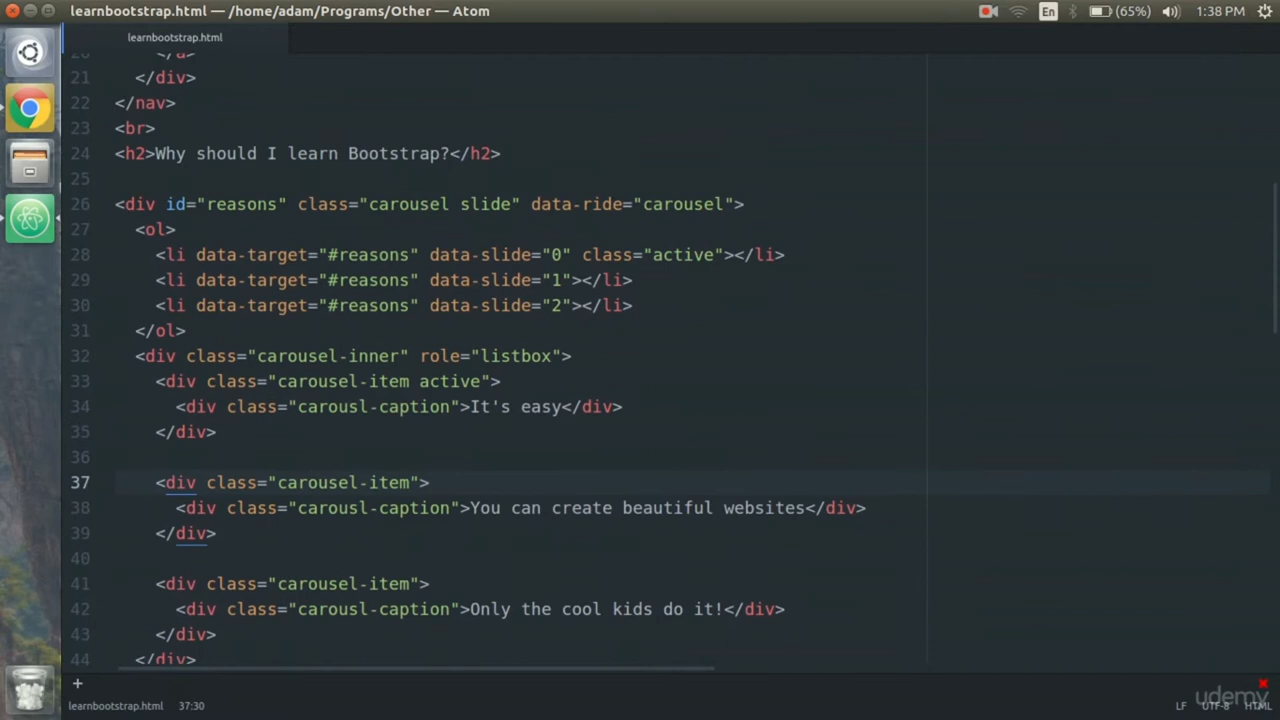 learnbootstrap.html — /home/adam/Programs/Other — Atom
En
(65%)
1:38 PM
learnbootstrap.html
20 </a>
21 </div>
22 </nav>
23 <br>
24 <h2>Why should I learn Bootstrap?</h2>
25
26 <div id="reasons" class="carousel slide" data-ride="carousel">
27 <ol>
28 <li data-target="#reasons" data-slide="0" class="active"></li>
29 <li data-target="#reasons" data-slide="1"></li>
30 <li data-target="#reasons" data-slide="2"></li>
31 </ol>
32 <div class="carousel-inner" role="listbox">
33 <div class="carousel-item active">
34 <div class="carousl-caption">It's easy</div>
35 </div>
36
37 <div class="carousel-item">
38 <div class="carousl-caption">You can create beautiful websites</div>
39 </div>
40
41 <div class="carousel-item">
42 <div class="carousl-caption">Only the cool kids do it!</div>
43 </div>
44 </div>
+
learnbootstrap.html 37:30
LF UTF-8 HTML
udemy